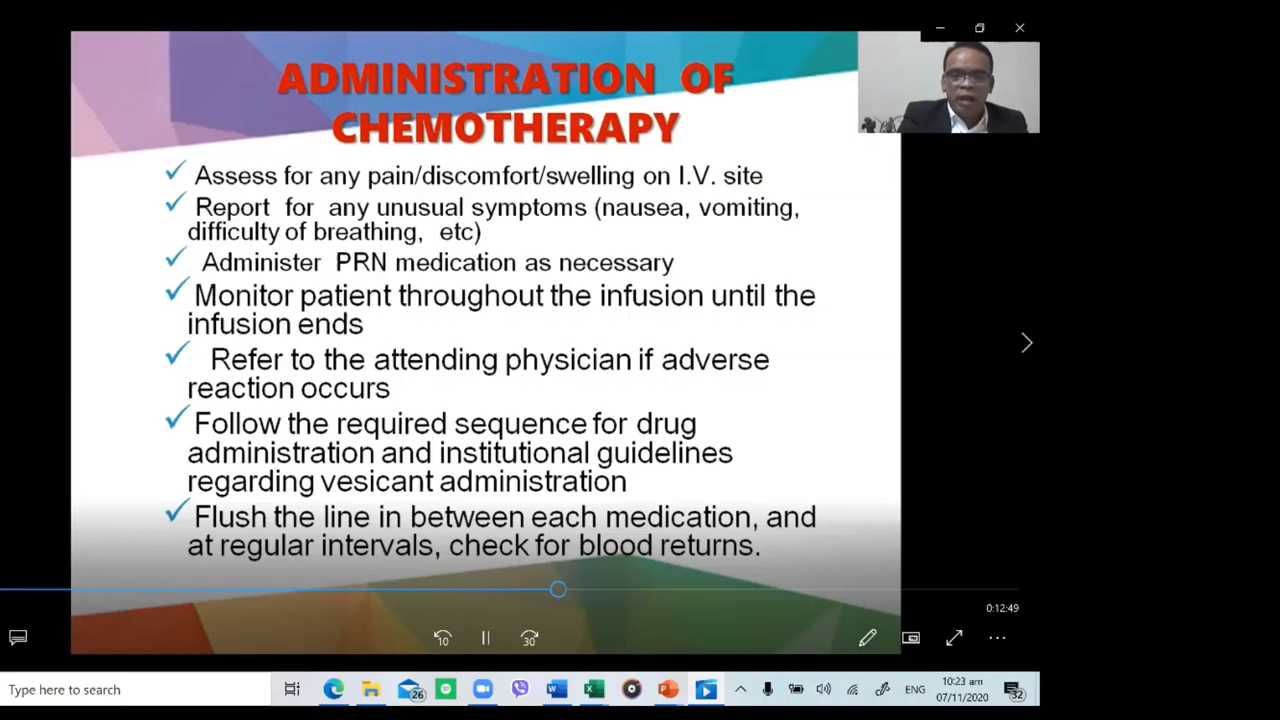 ADMINISTRATION OF
CHEMOTHERAPY
Assess for any pain/discomfort/swelling on I.V. site
Report for any unusual symptoms (nausea, vomiting,
difficulty of breathing, etc)
Administer PRN medication as necessary
Monitor patient throughout the infusion until the
infusion ends
Refer to the attending physician if adverse
reaction occurs
Follow the required sequence for drug
administration and institutional guidelines
regarding vesicant administration
Flush the line in between each medication, and
at regular intervals, check for blood returns.
0:12:49
10
30
Type here to search
26
ENG
10:23 am
07/11/2020
32